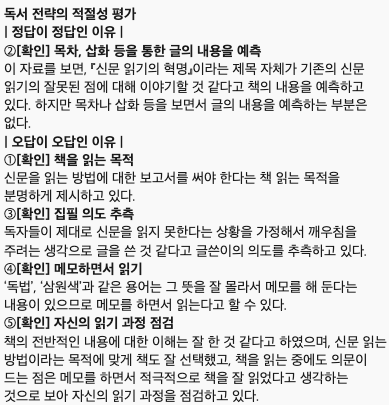 독서 전략의 적절성 평가
| 정답이 정답인 이유 |
②[확인] 목차, 삽화 등을 통한 글의 내용을 예측
이 자료를 보면, 『신문 읽기의 혁명』이라는 제목 자체가 기존의 신문
읽기의 잘못된 점에 대해 이야기할 것 같다고 책의 내용을 예측하고
있다. 하지만 목차나 삽화 등을 보면서 글의 내용을 예측하는 부분은
없다.
| 오답이 오답인 이유 |
①[확인] 책을 읽는 목적
신문을 읽는 방법에 대한 보고서를 써야 한다는 책 읽는 목적을
분명하게 제시하고 있다.
③[확인] 집필 의도 추측
독자들이 제대로 신문을 읽지 못한다는 상황을 가정해서 깨우침을
주려는 생각으로 글을 쓴 것 같다고 글쓴이의 의도를 추측하고 있다.
④[확인] 메모하면서 읽기
'독법', '삼원색'과 같은 용어는 그 뜻을 잘 몰라서 메모를 해 둔다는
내용이 있으므로 메모를 하면서 읽는다고 할 수 있다.
⑤[확인] 자신의 읽기 과정 점검
책의 전반적인 내용에 대한 이해는 잘 한 것 같다고 하였으며, 신문 읽는
방법이라는 목적에 맞게 책도 잘 선택했고, 책을 읽는 중에도 의문이
드는 점은 메모를 하면서 적극적으로 책을 잘 읽었다고 생각하는
것으로 보아 자신의 읽기 과정을 점검하고 있다.